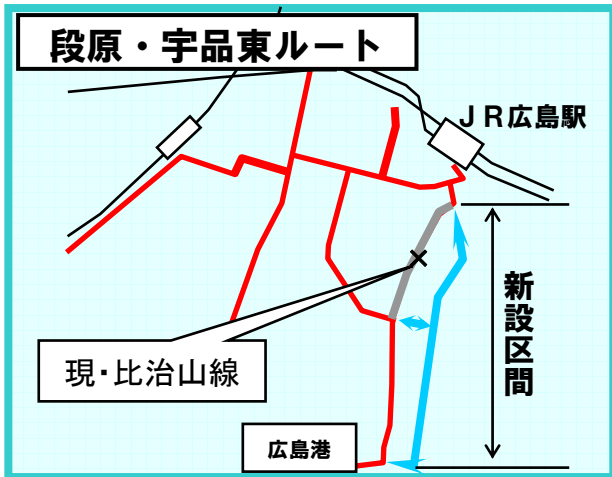 段原・宇品東ルート
ＪＲ広島駅
新設区間
現・比治山線
広島港